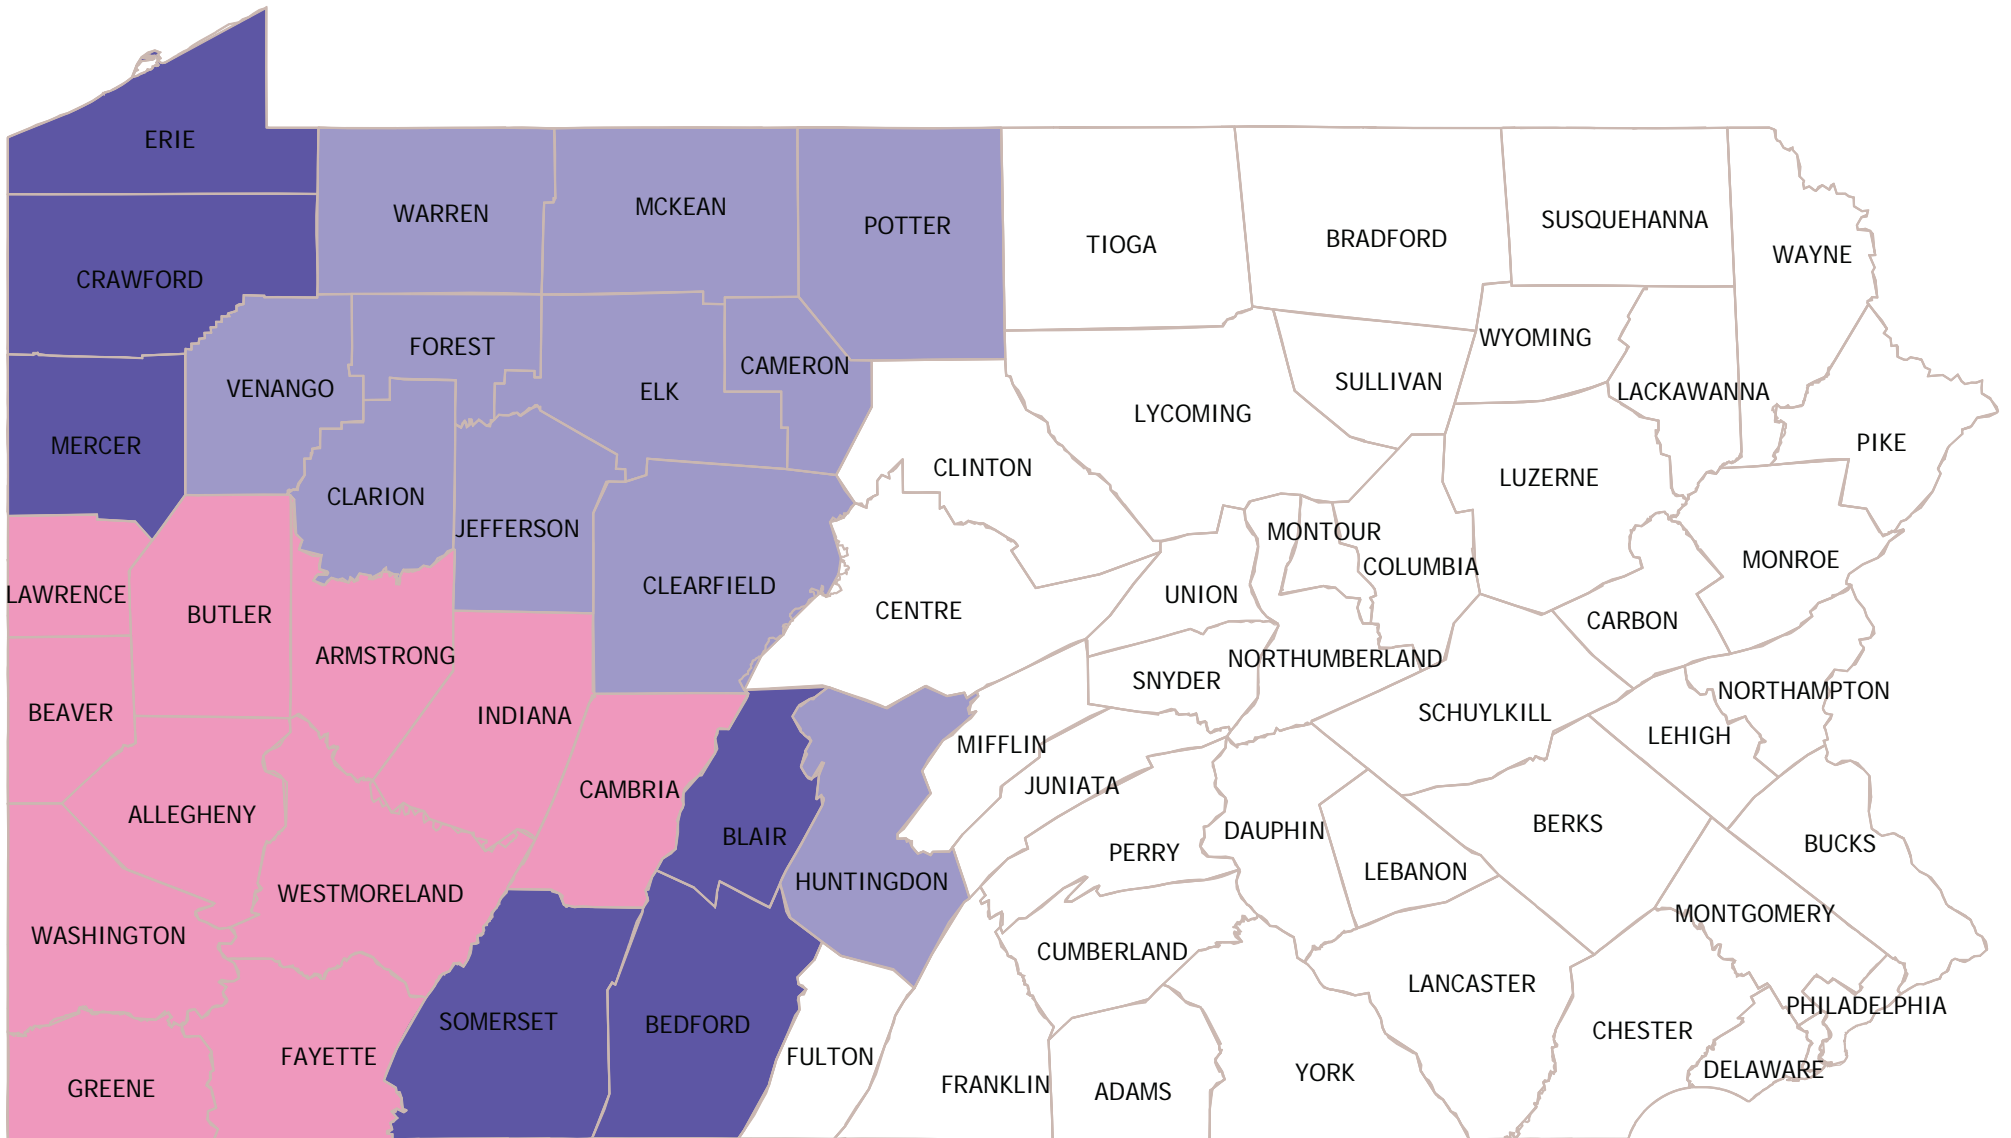 ERIE
WARREN
MCKEAN
POTTER
TIOGA
BRADFORD
SUSQUEHANNA
WAYNE
CRAWFORD
VENANGO
FOREST
ELK
CAMERON
LYCOMING
SULLIVAN
WYOMING
LACKAWANNA
PIKE
MERCER
CLARION
JEFFERSON
CLINTON
LUZERNE
MONTOUR
COLUMBIA
MONROE
LAWRENCE
BUTLER
ARMSTRONG
CLEARFIELD
CENTRE
UNION
CARBON
BEAVER
INDIANA
SNYDER
NORTHUMBERLAND
SCHUYLKILL
NORTHAMPTON
LEHIGH
ALLEGHENY
CAMBRIA
MIFFLIN
JUNIATA
BLAIR
HUNTINGDON
PERRY
DAUPHIN
LEBANON
BERKS
BUCKS
WASHINGTON
WESTMORELAND
CUMBERLAND
LANCASTER
MONTGOMERY
PHILADELPHIA
GREENE
FAYETTE
SOMERSET
BEDFORD
FULTON
FRANKLIN
ADAMS
YORK
CHESTER
DELAWARE